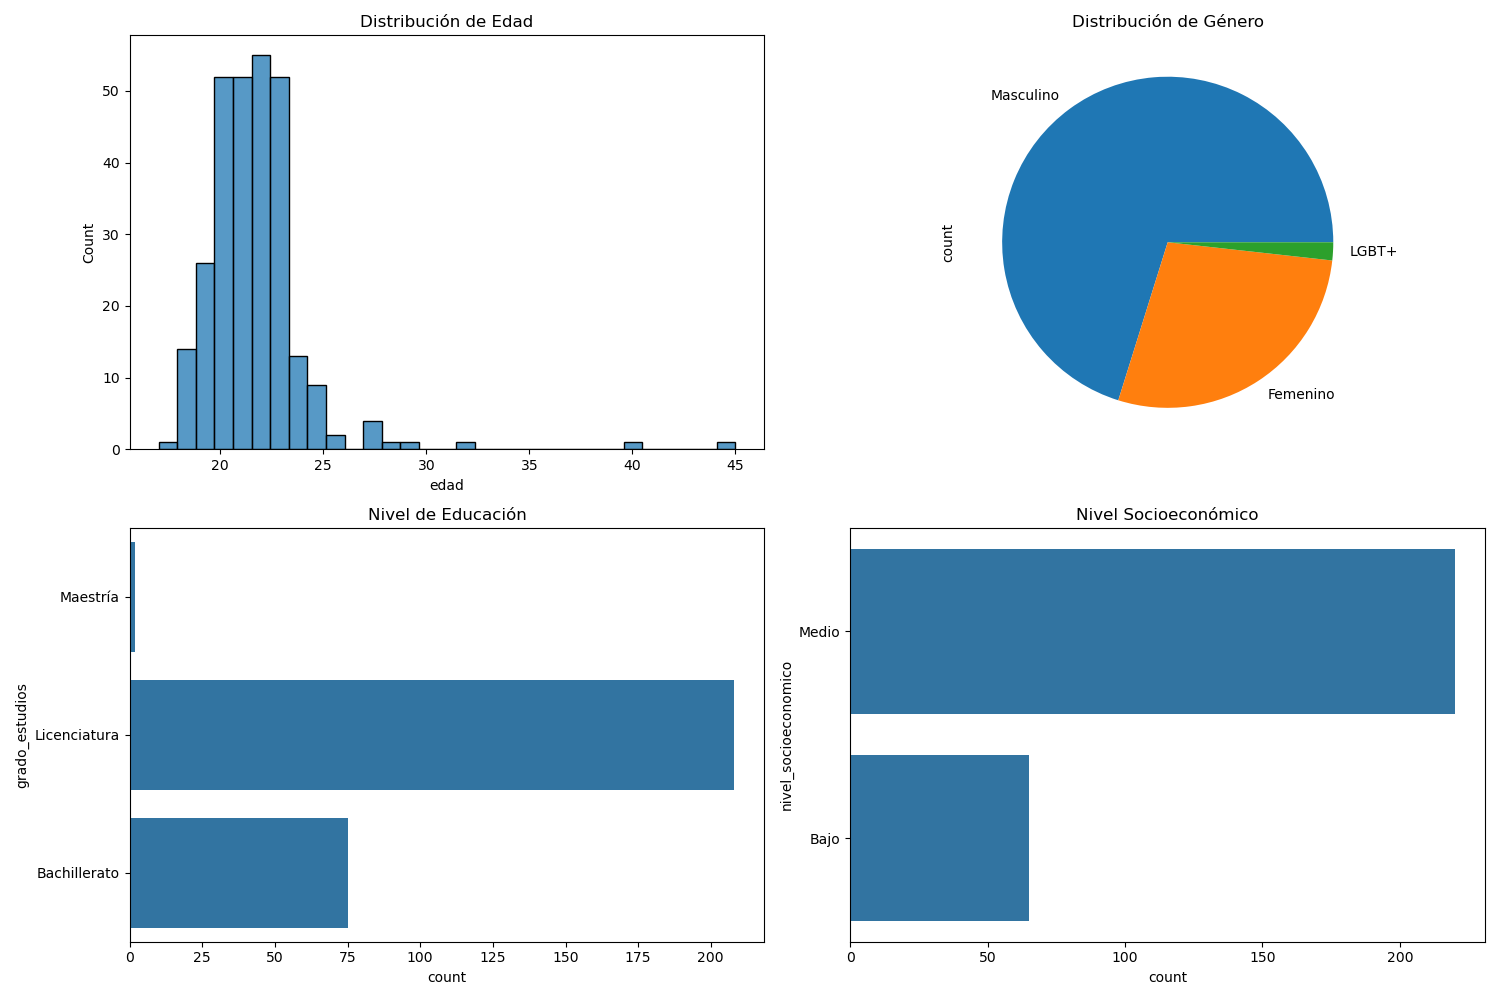 Distribución de Edad
Count
50
40
30
20
10
0
20
25
30
35
40
45
edad
Distribución de Género
count
Masculino
LGBT+
Femenino
Nivel de Educación
grado_estudios
Maestría
Licenciatura
Bachillerato
0
25
50
75
100
125
150
175
200
count
Nivel Socioeconómico
nivel_socioeconomico
Medio
Bajo
0
50
100
150
200
count